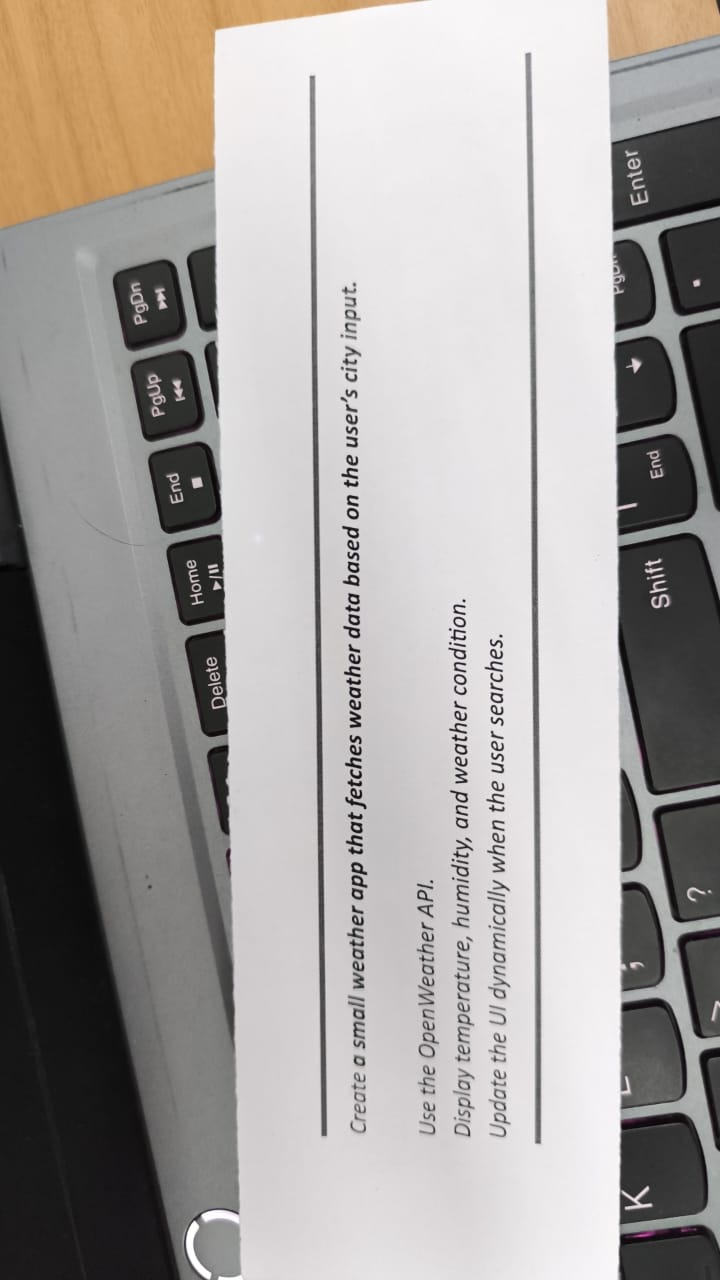 Create a small weather app that fetches weather data based on the user's city input.
Use the OpenWeather API.
Display temperature, humidity, and weather condition.
Update the UI dynamically when the user searches.
PgDn
PgUp
End
Home
Delete
Enter
PgDn
End
Shift
?
;
L
K